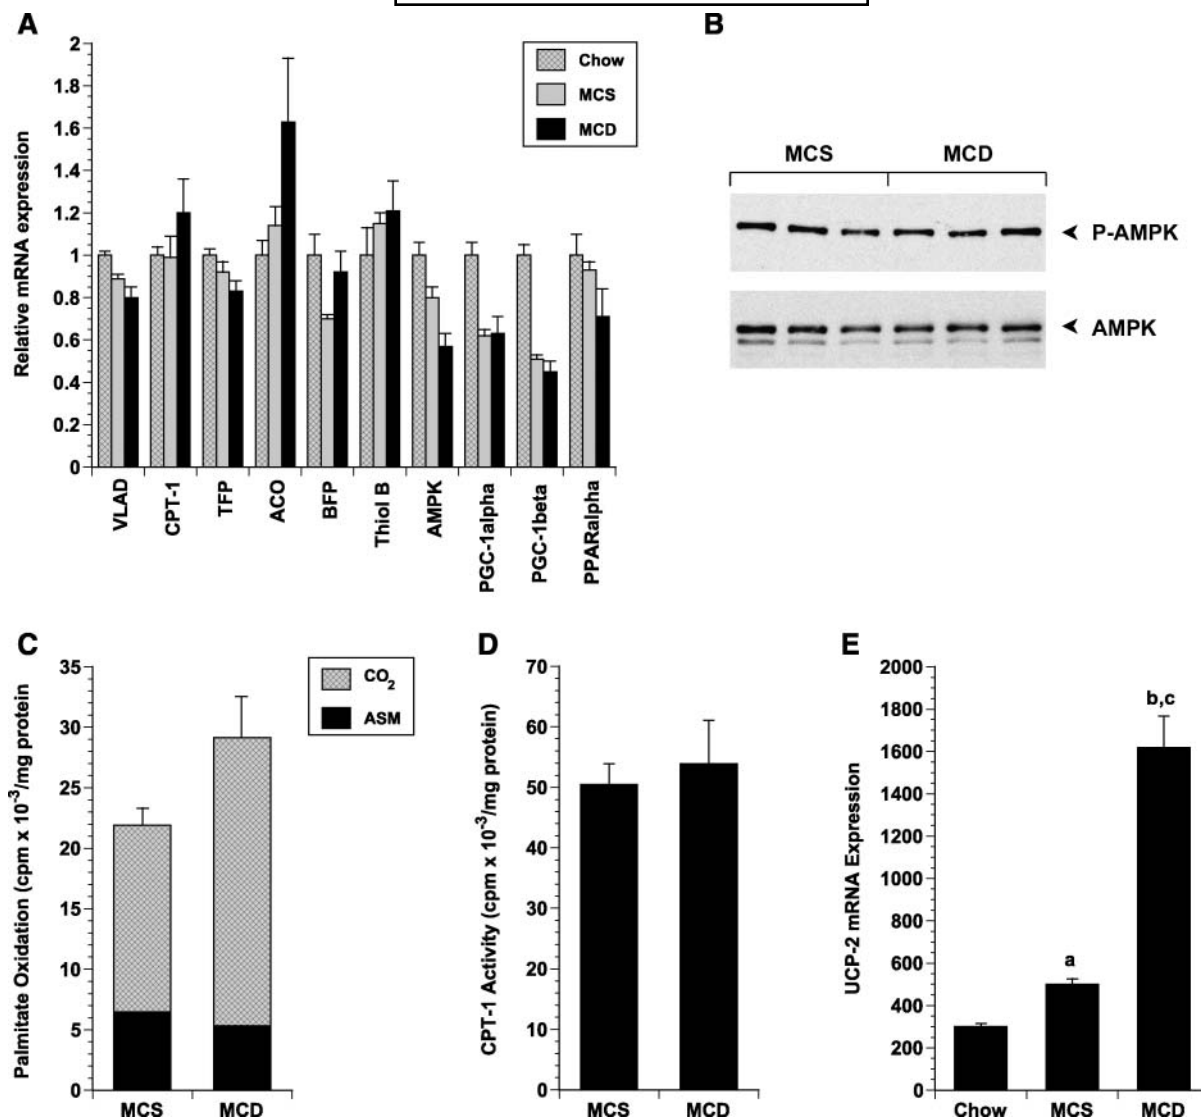 A
Relative mRNA expression
2
1.8
1.6
1.4
1.2
1
0.8
0.6
0.4
0.2
0
Chow
MCS
MCD
VLAD
CPT-1
TFP
ACO
BFP
Thiol B
AMPK
PGC-1alpha
PGC-1beta
PPARalpha
B
MCS MCD
P-AMPK
AMPK
C
Palmitate Oxidation (cpm x 10⁻³/mg protein
35
30
25
20
15
10
5
0
CO₂
ASM
MCS MCD
D
CPT-1 Activity (cpm x 10⁻³/mg protein)
70
60
50
40
30
20
10
0
MCS MCD
E
UCP-2 mRNA Expression
2000
1800
1600
1400
1200
1000
800
600
400
200
0
a
b,c
Chow MCS MCD